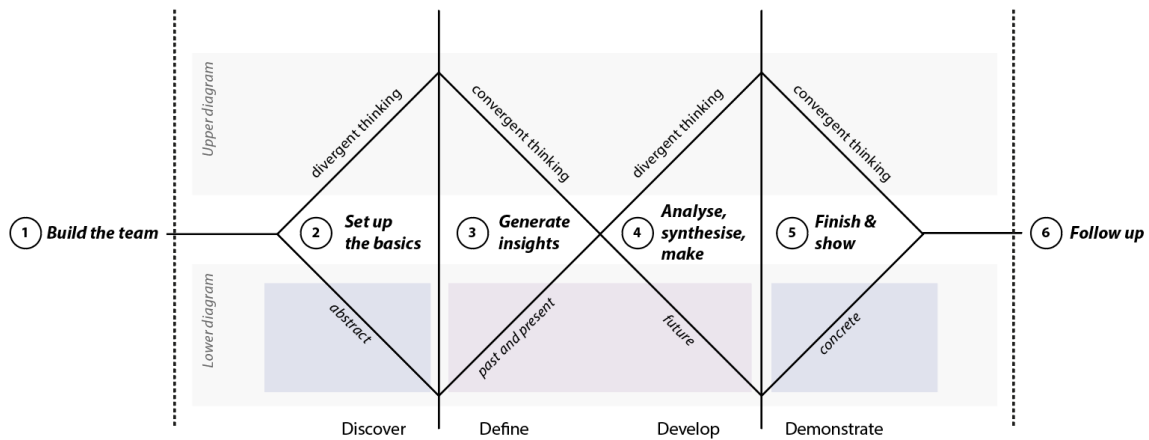 Upper diagram
divergent thinking
convergent thinking
divergent thinking
convergent thinking
1 Build the team
2 Set up
the basics
3 Generate
insights
4 Analyse,
synthesise,
make
5 Finish &
show
6 Follow up
Lower diagram
abstract
past and present
future
concrete
Discover
Define
Develop
Demonstrate